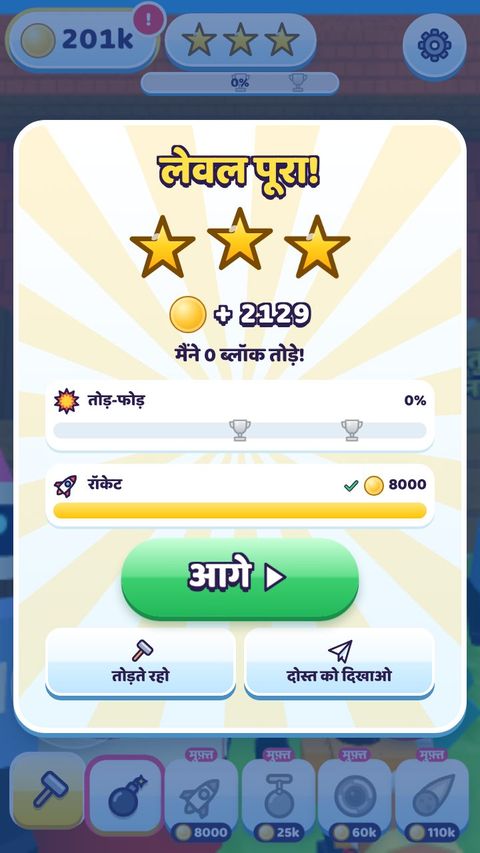 201k
!
0%
लेवल पूरा!
+ 2129
मैंने 0 ब्लॉक तोड़े!
तोड़-फोड़ 0%
रॉकेट 8000
आगे
तोड़ते रहो दोस्त को दिखाओ
मुफ़्त मुफ़्त मुफ़्त मुफ़्त
8000 25k 60k 110k